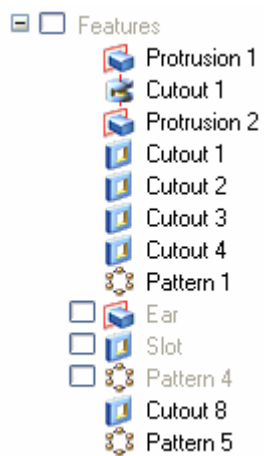 Features
Protrusion 1
Cutout 1
Protrusion 2
Cutout 1
Cutout 2
Cutout 3
Cutout 4
Pattern 1
Ear
Slot
Pattern 4
Cutout 8
Pattern 5